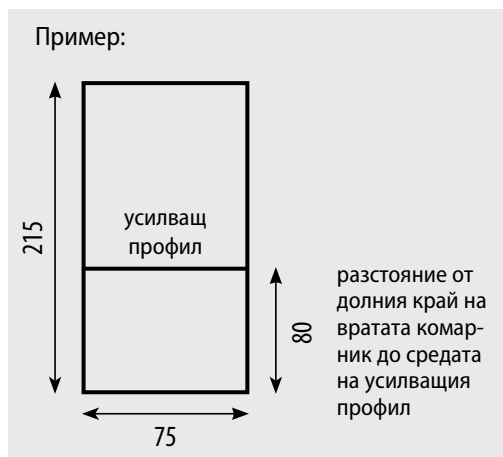 Пример:
усилващ
профил
215
80
75
разстояние от
долния край на
вратата комар-
ник до средата
на усилващия
профил